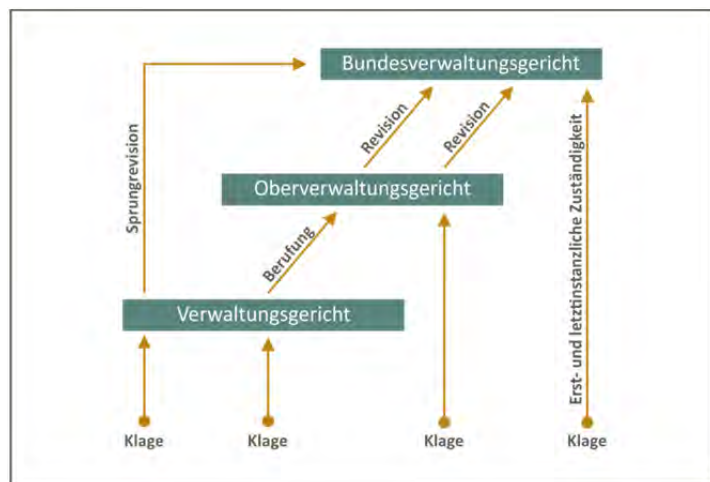 Bundesverwaltungsgericht
Sprungrevision
Revision
Revision
Erst- und letztinstanzliche Zuständigkeit
Oberverwaltungsgericht
Berufung
Verwaltungsgericht
Klage
Klage
Klage
Klage